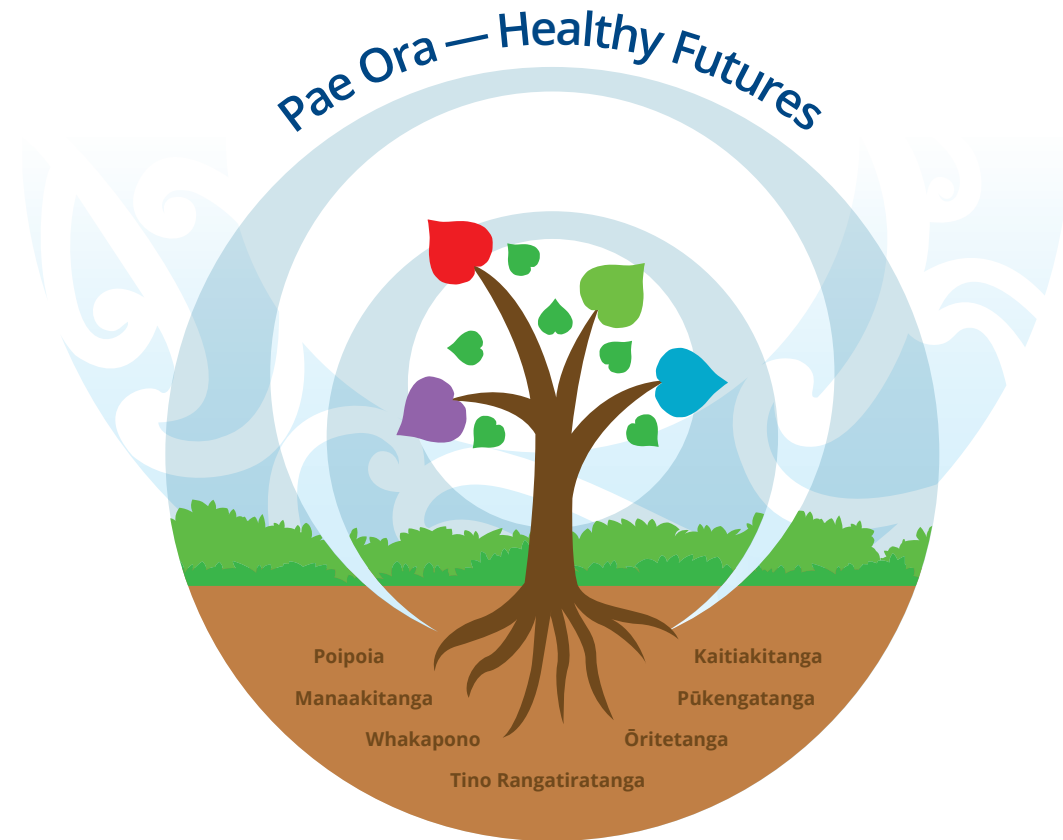 Pae Ora — Healthy Futures
Poipoia
Kaitiakitanga
Manaakitanga
Pūkengatanga
Whakapono
Ōritetanga
Tino Rangatiratanga